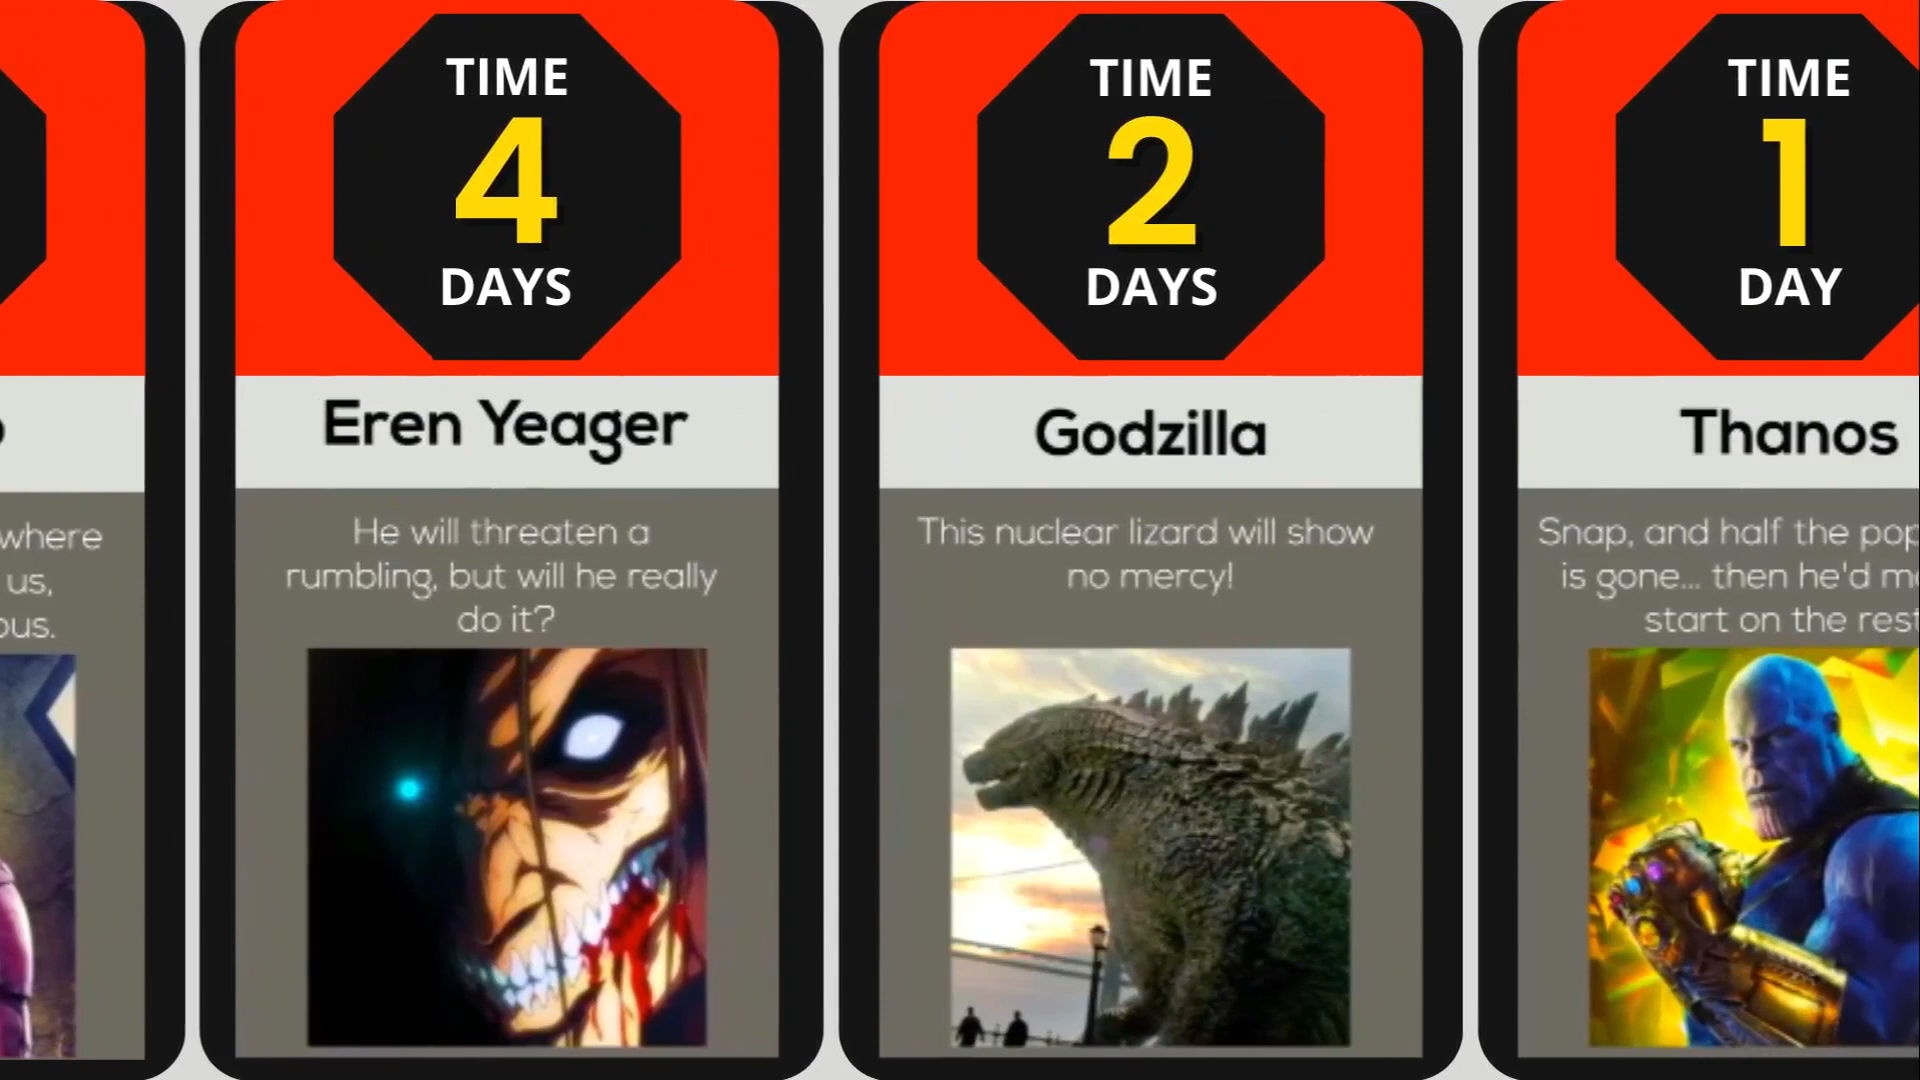 where
us,
TIME
4
DAYS
Eren Yeager
He will threaten a
rumbling, but will he really
do it?
TIME
2
DAYS
Godzilla
This nuclear lizard will show
no mercy!
TIME
1
DAY
Thanos
Snap, and half the pop
is gone... then he'd
start on the rest